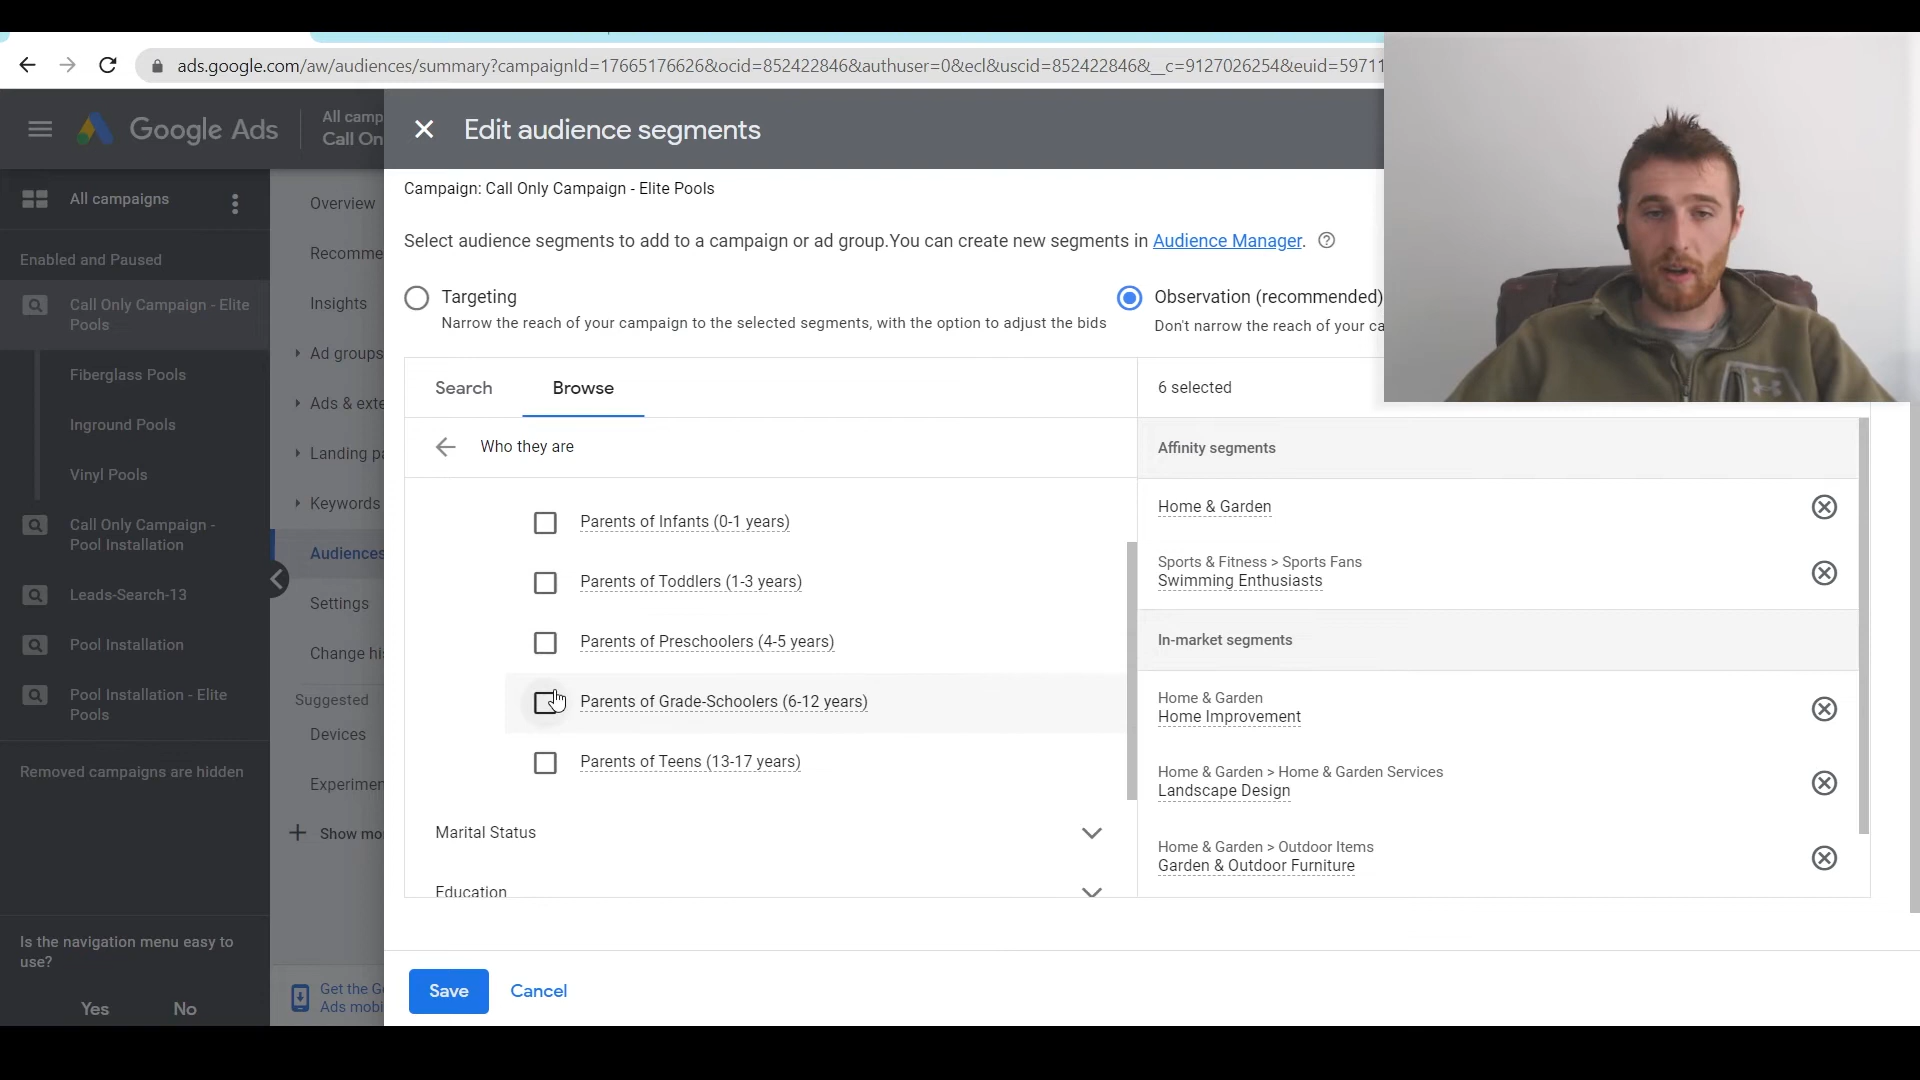 ads.google.com/aw/audiences/summary?campaignId=17665176626&ocid=852422846&authuser=0&ecl&uscid=852422846&__c=9127026254&euid=59711
Google Ads
All camp
Call On
Edit audience segments
All campaigns
Enabled and Paused
Call Only Campaign - Elite
Pools
Fiberglass Pools
Inground Pools
Vinyl Pools
Call Only Campaign -
Pool Installation
Leads-Search-13
Pool Installation
Pool Installation - Elite
Pools
Removed campaigns are hidden
Is the navigation menu easy to
use?
Yes
No
Overview
Recomme
Insights
Ad groups
Ads & exte
Landing pa
Keywords
Audiences
Settings
Change hi
Suggested
Devices
Experimen
Show mo
Get the G
Ads mobi
Campaign: Call Only Campaign - Elite Pools
Select audience segments to add to a campaign or ad group.You can create new segments in Audience Manager.
Targeting
Narrow the reach of your campaign to the selected segments, with the option to adjust the bids
Observation (recommended)
Don't narrow the reach of your ca
Search
Browse
Who they are
Parents of Infants (0-1 years)
Parents of Toddlers (1-3 years)
Parents of Preschoolers (4-5 years)
Parents of Grade-Schoolers (6-12 years)
Parents of Teens (13-17 years)
Marital Status
Education
6 selected
Affinity segments
Home & Garden
Sports & Fitness > Sports Fans
Swimming Enthusiasts
In-market segments
Home & Garden
Home Improvement
Home & Garden > Home & Garden Services
Landscape Design
Home & Garden > Outdoor Items
Garden & Outdoor Furniture
Save
Cancel